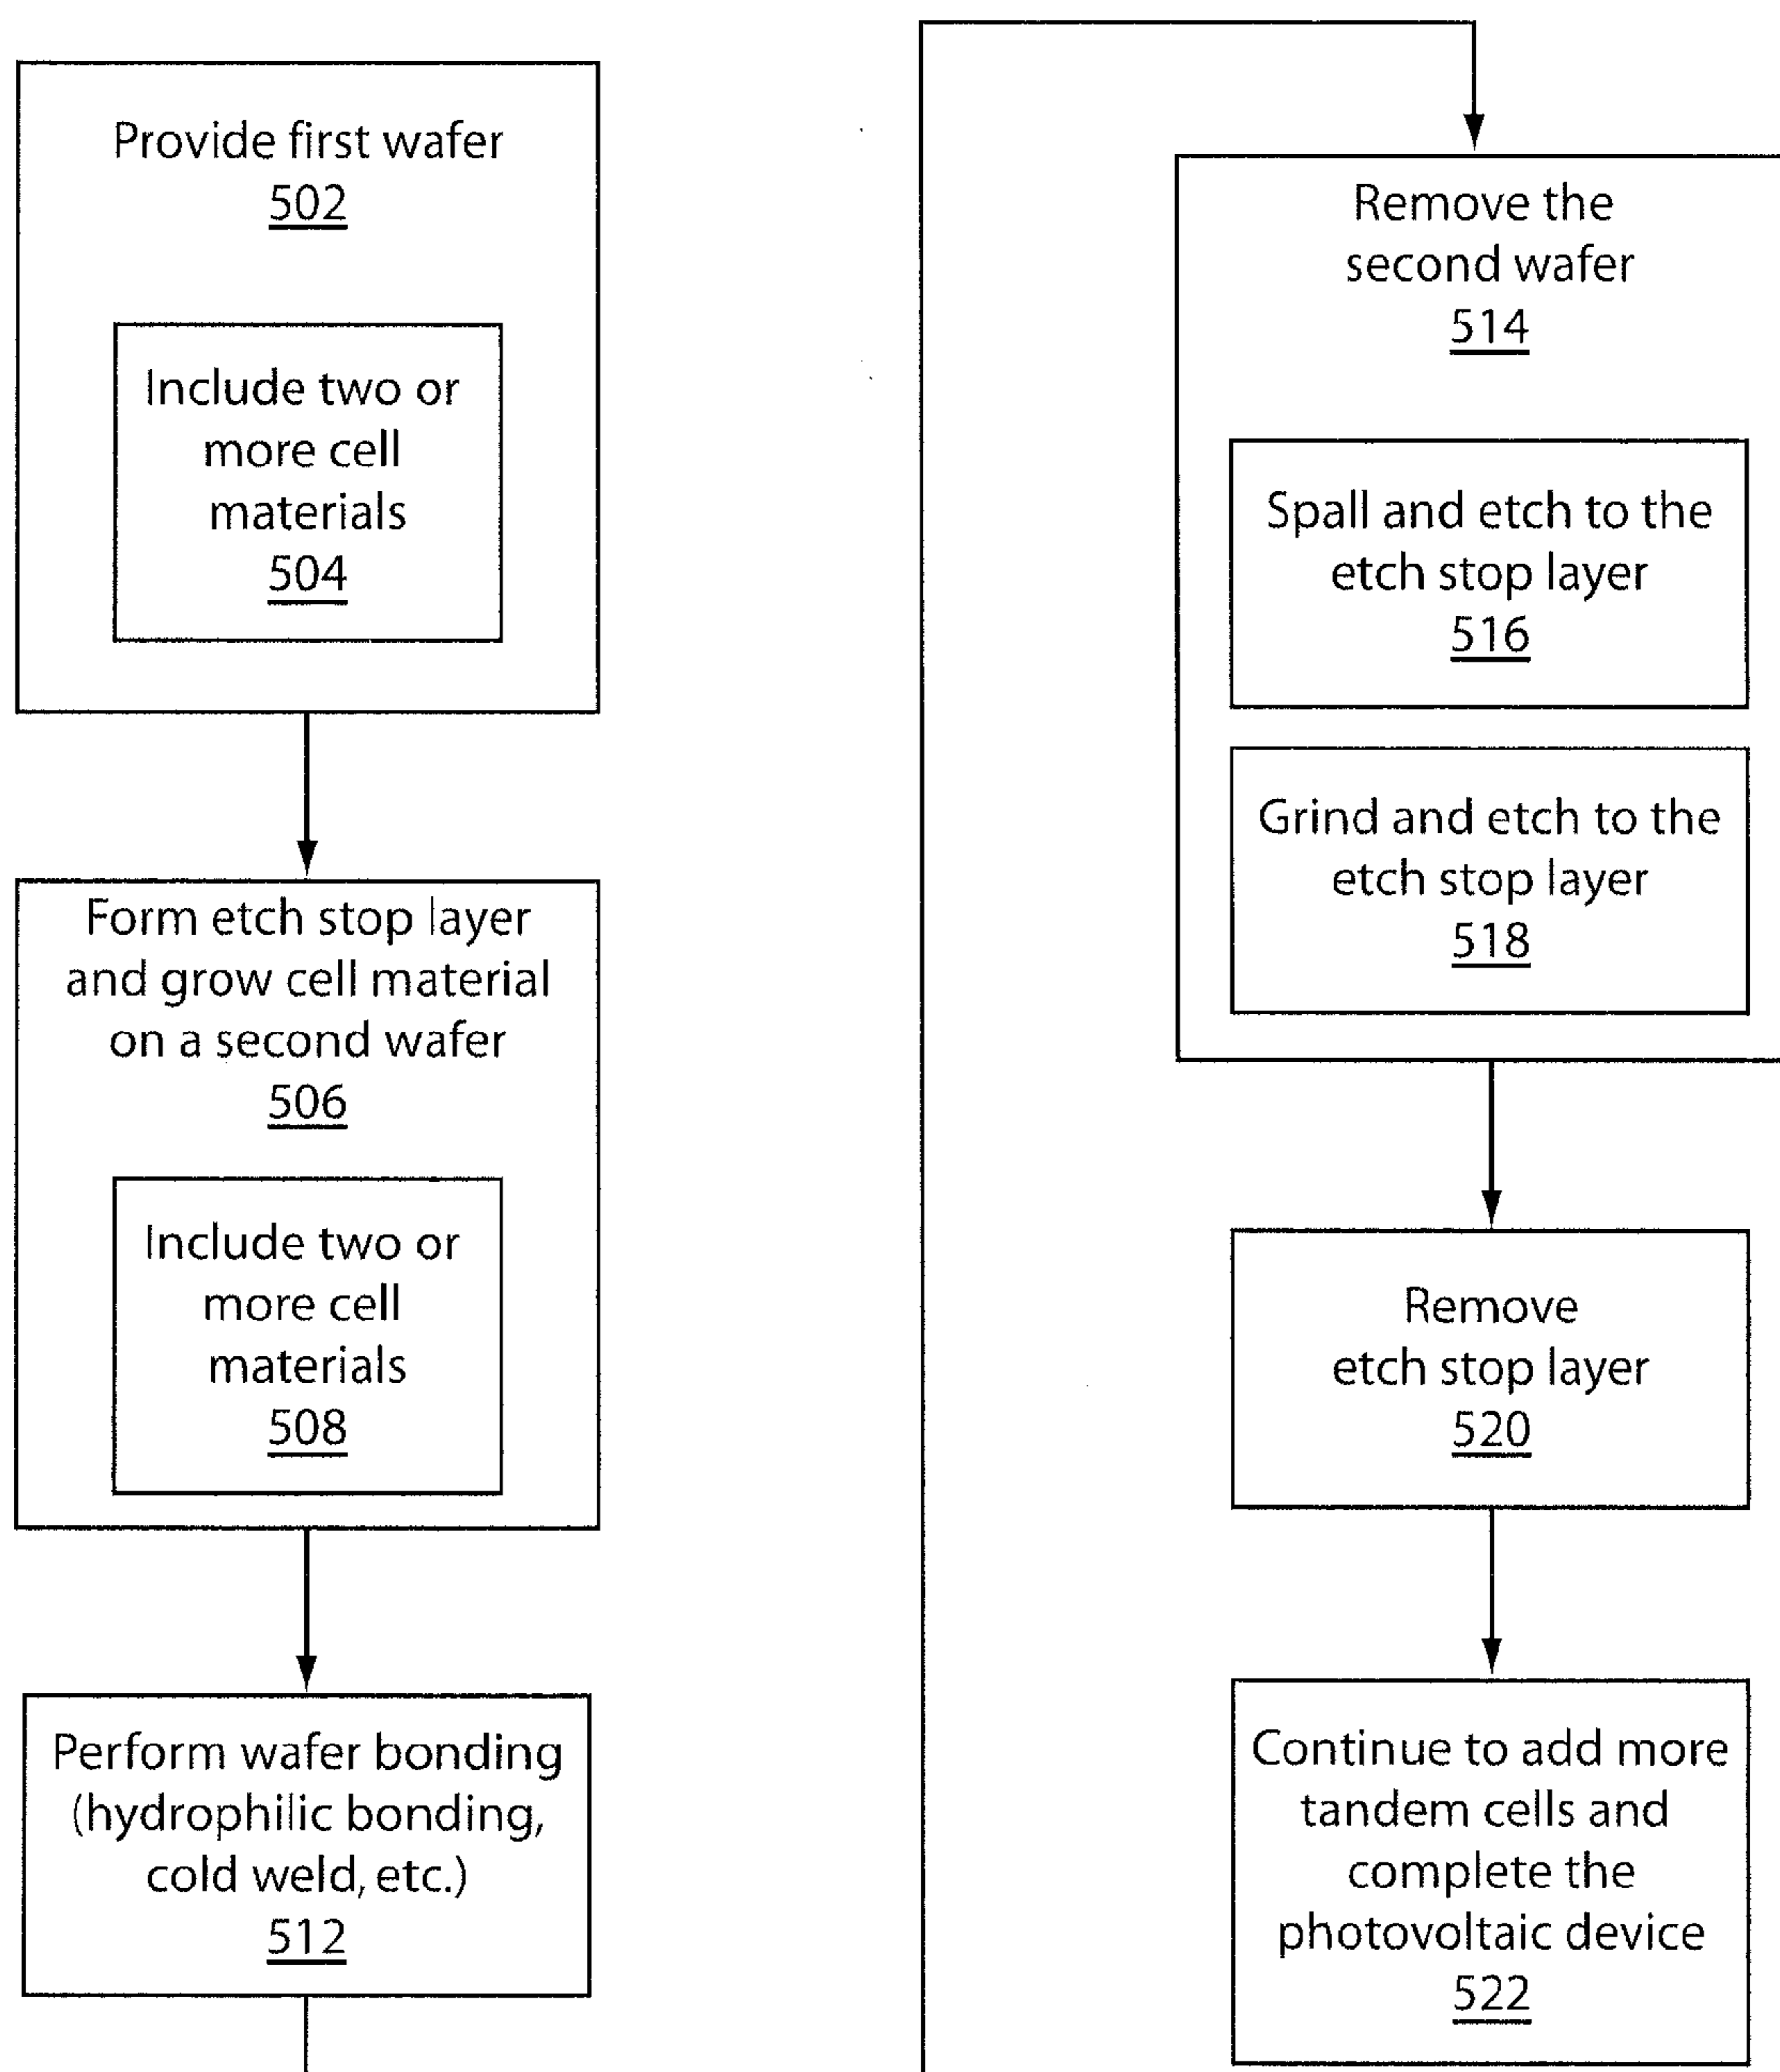 Provide first wafer
502
Include two or
more cell
materials
504
Form etch stop layer
and grow cell material
on a second wafer
506
Include two or
more cell
materials
508
Perform wafer bonding
(hydrophilic bonding,
cold weld, etc.)
512
Remove the
second wafer
514
Spall and etch to the
etch stop layer
516
Grind and etch to the
etch stop layer
518
Remove
etch stop layer
520
Continue to add more
tandem cells and
complete the
photovoltaic device
522